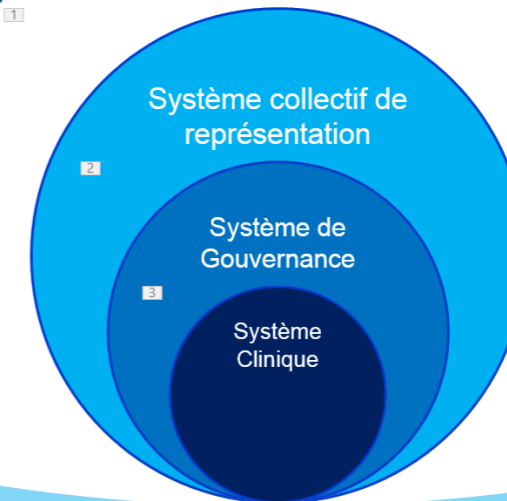 1
Système collectif de
représentation
2
Système de
Gouvernance
3
Système
Clinique